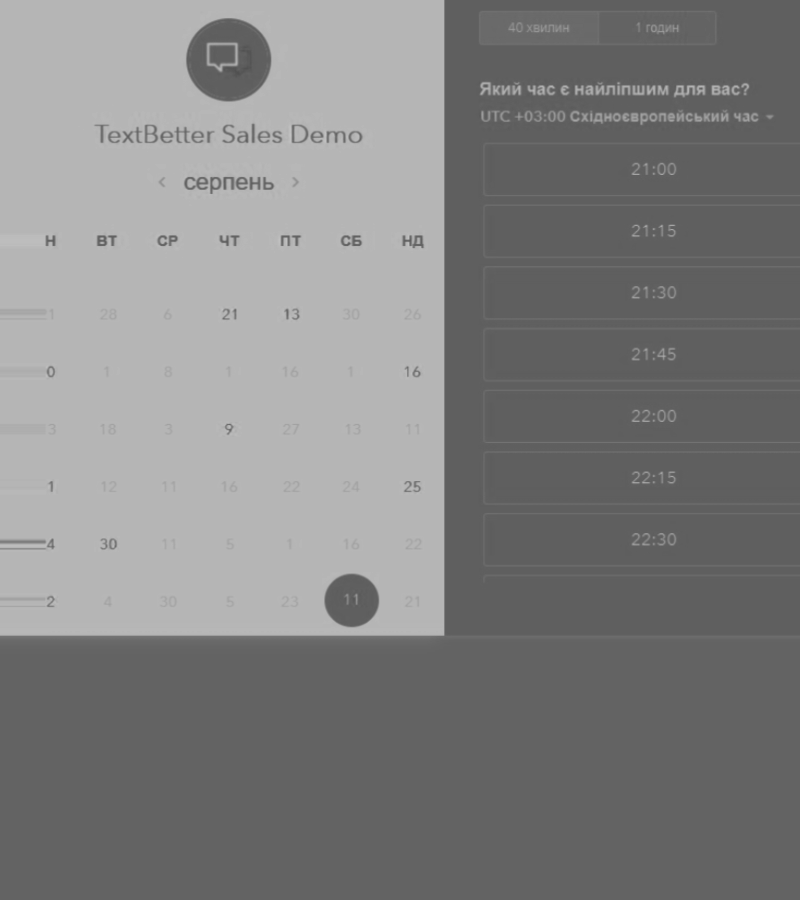 TextBetter Sales Demo
серпень
Н ВТ СР ЧТ ПТ СБ НД
1 28 6 21 13 30 26
0 1 8 1 16 1 16
3 18 3 9 27 13 11
1 12 11 16 22 24 25
4 30 11 5 1 16 22
2 4 30 5 23 11 21
40 хвилин 1 годин
Який час є найліпшим для вас?
UTC +03:00 Східноєвропейський час
21:00
21:15
21:30
21:45
22:00
22:15
22:30